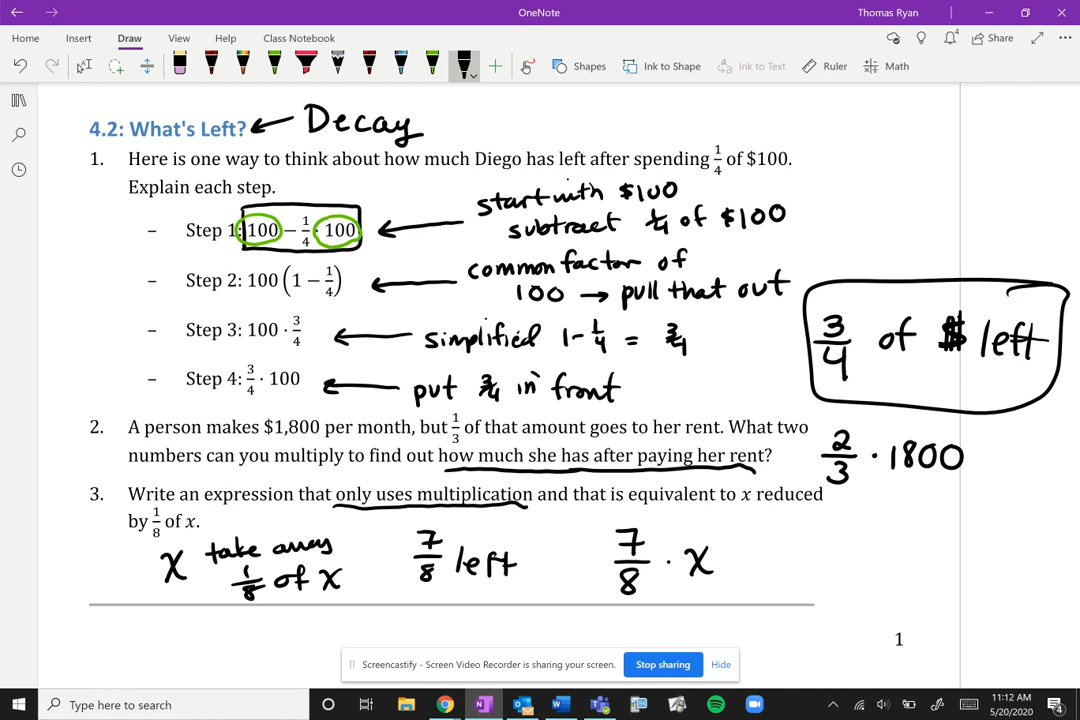 OneNote
Thomas Ryan
Home Insert Draw View Help Class Notebook
Share
Shapes Ink to Shape Ink to Text Ruler Math
4.2: What's Left? ← Decay
1. Here is one way to think about how much Diego has left after spending 1/4 of $100.
Explain each step.
start with $100
– Step 1: 100 − 1/4 · 100 ← subtract 1/4 of $100
common factor of
– Step 2: 100 (1 − 1/4) ← 100 → pull that out
– Step 3: 100 · 3/4 ← simplified 1 - 1/4 = 3/4
3/4 of $ left
– Step 4: 3/4 · 100 ← put 3/4 in front
2. A person makes $1,800 per month, but 1/3 of that amount goes to her rent. What two
numbers can you multiply to find out how much she has after paying her rent?
2/3 · 1800
3. Write an expression that only uses multiplication and that is equivalent to x reduced
by 1/8 of x.
x take away 7/8 left 7/8 · x
1/8 of x
1
Screencastify - Screen Video Recorder is sharing your screen. Stop sharing Hide
Type here to search
11:12 AM
5/20/2020
4